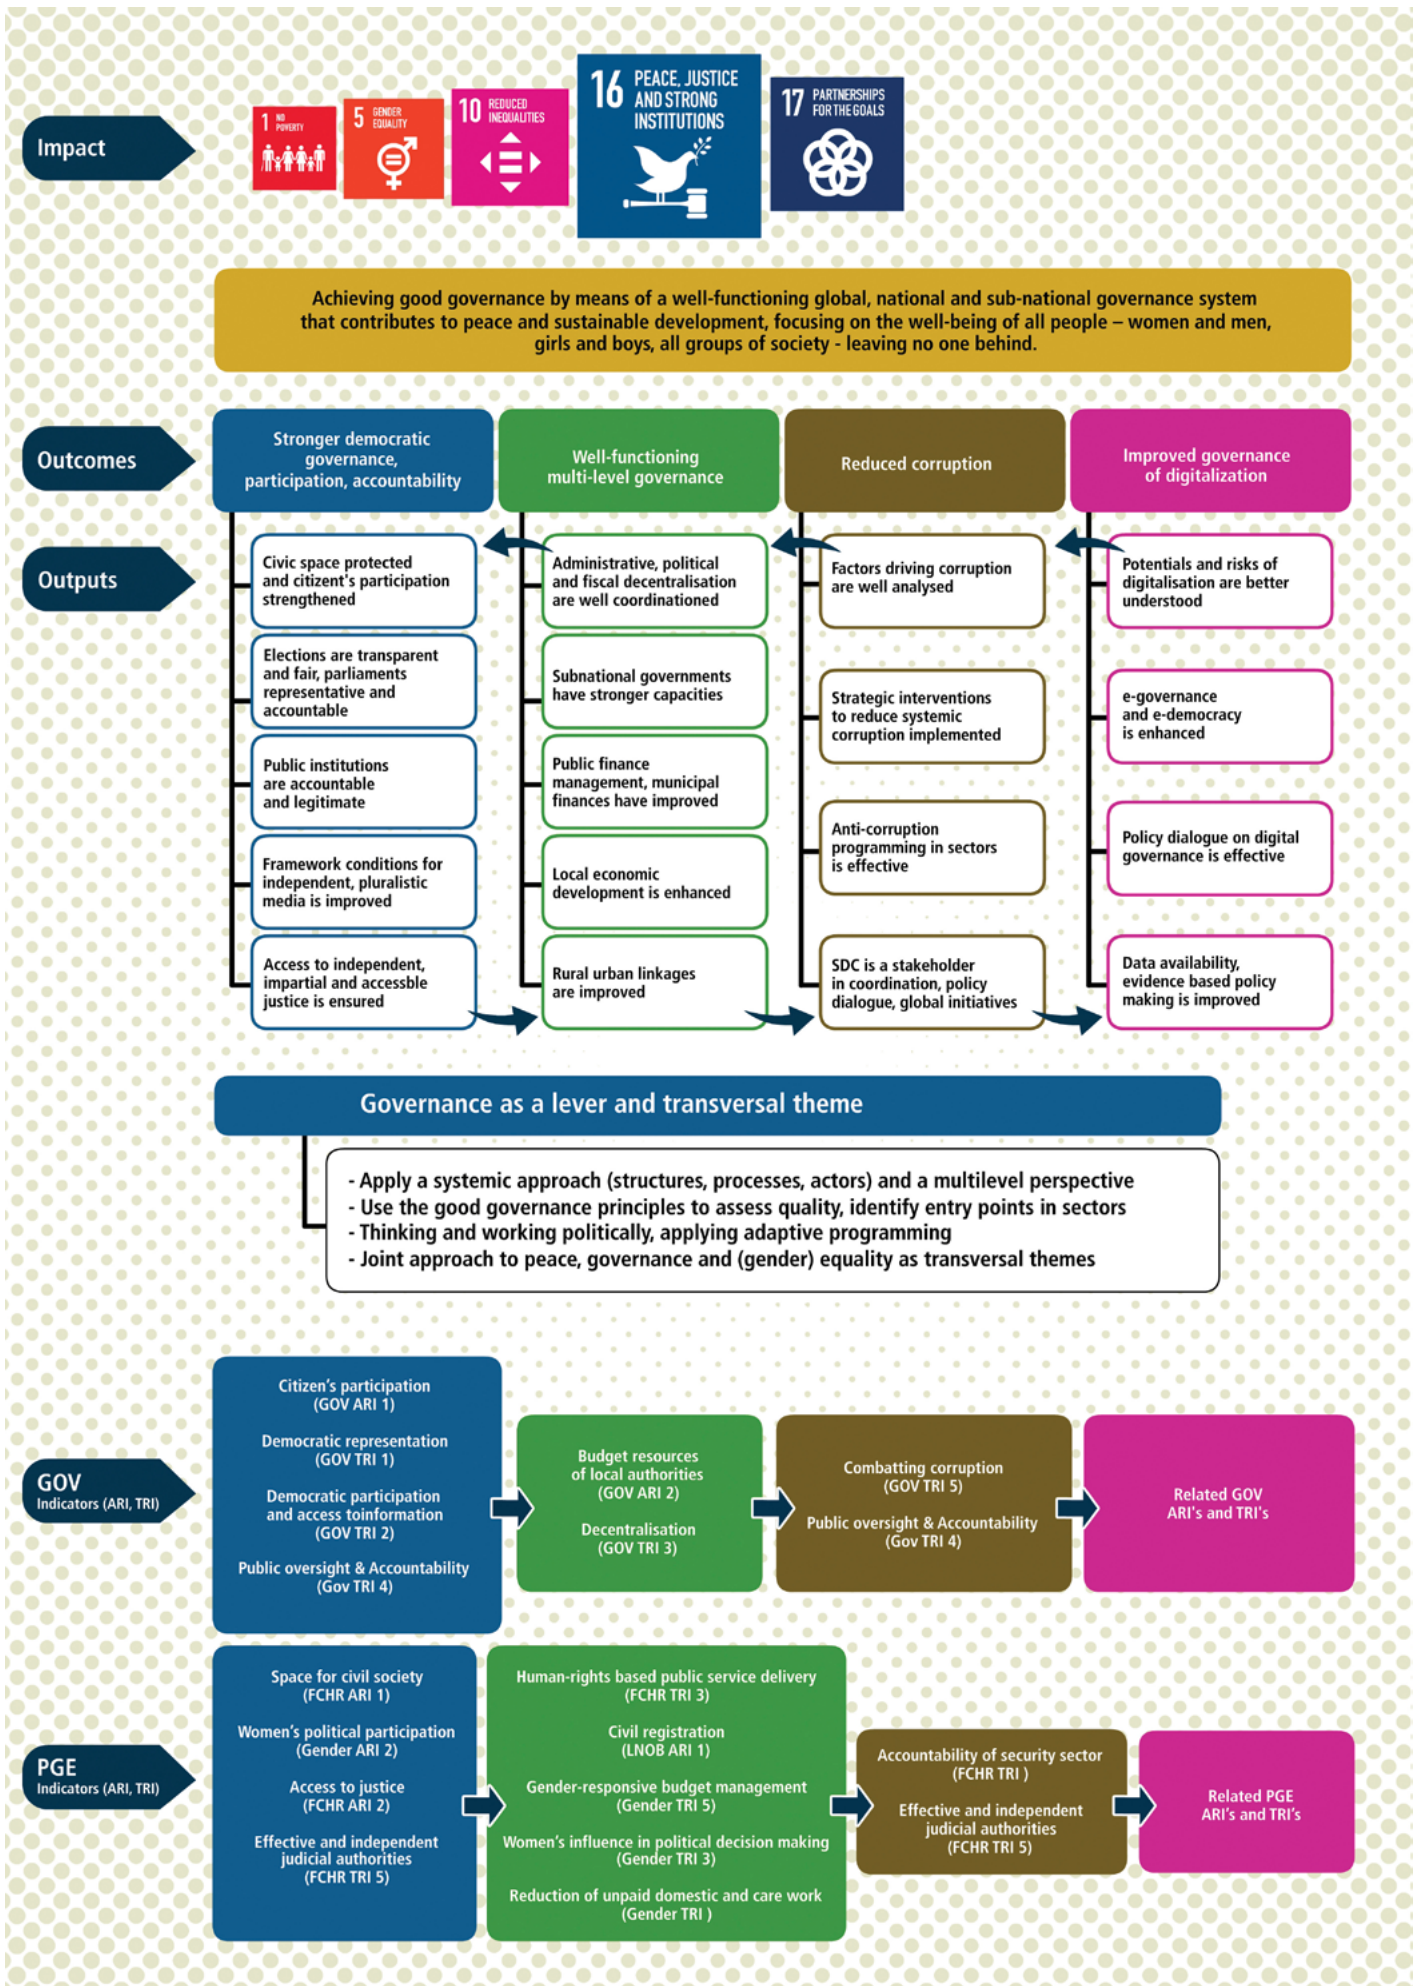 Impact
1 NO
POVERTY
5 GENDER
EQUALITY
10 REDUCED
INEQUALITIES
16 PEACE, JUSTICE
AND STRONG
INSTITUTIONS
17 PARTNERSHIPS
FOR THE GOALS
Achieving good governance by means of a well-functioning global, national and sub-national governance system
that contributes to peace and sustainable development, focusing on the well-being of all people – women and men,
girls and boys, all groups of society - leaving no one behind.
Outcomes
Stronger democratic
governance,
participation, accountability
Well-functioning
multi-level governance
Reduced corruption
Improved governance
of digitalization
Outputs
Civic space protected
and citizent's participation
strengthened
Elections are transparent
and fair, parliaments
representative and
accountable
Public institutions
are accountable
and legitimate
Framework conditions for
independent, pluralistic
media is improved
Access to independent,
impartial and accessble
justice is ensured
Administrative, political
and fiscal decentralisation
are well coordinationed
Subnational governments
have stronger capacities
Public finance
management, municipal
finances have improved
Local economic
development is enhanced
Rural urban linkages
are improved
Factors driving corruption
are well analysed
Strategic interventions
to reduce systemic
corruption implemented
Anti-corruption
programming in sectors
is effective
SDC is a stakeholder
in coordination, policy
dialogue, global initiatives
Potentials and risks of
digitalisation are better
understood
e-governance
and e-democracy
is enhanced
Policy dialogue on digital
governance is effective
Data availability,
evidence based policy
making is improved
Governance as a lever and transversal theme
- Apply a systemic approach (structures, processes, actors) and a multilevel perspective
- Use the good governance principles to assess quality, identify entry points in sectors
- Thinking and working politically, applying adaptive programming
- Joint approach to peace, governance and (gender) equality as transversal themes
GOV
Indicators (ARI, TRI)
Citizen's participation
(GOV ARI 1)
Democratic representation
(GOV TRI 1)
Democratic participation
and access toinformation
(GOV TRI 2)
Public oversight & Accountability
(Gov TRI 4)
Budget resources
of local authorities
(GOV ARI 2)
Decentralisation
(GOV TRI 3)
Combatting corruption
(GOV TRI 5)
Public oversight & Accountability
(Gov TRI 4)
Related GOV
ARI's and TRI's
PGE
Indicators (ARI, TRI)
Space for civil society
(FCHR ARI 1)
Women's political participation
(Gender ARI 2)
Access to justice
(FCHR ARI 2)
Effective and independent
judicial authorities
(FCHR TRI 5)
Human-rights based public service delivery
(FCHR TRI 3)
Civil registration
(LNOB ARI 1)
Gender-responsive budget management
(Gender TRI 5)
Women's influence in political decision making
(Gender TRI 3)
Reduction of unpaid domestic and care work
(Gender TRI )
Accountability of security sector
(FCHR TRI )
Effective and independent
judicial authorities
(FCHR TRI 5)
Related PGE
ARI's and TRI's